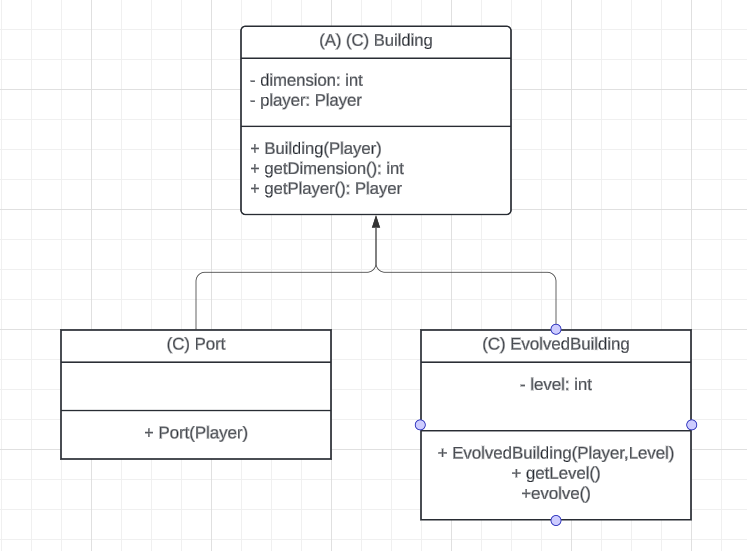 (A) (C) Building
- dimension: int
- player: Player
+ Building(Player)
+ getDimension(): int
+ getPlayer(): Player
(C) Port
+ Port(Player)
(C) EvolvedBuilding
- level: int
+ EvolvedBuilding(Player,Level)
+ getLevel()
+evolve()